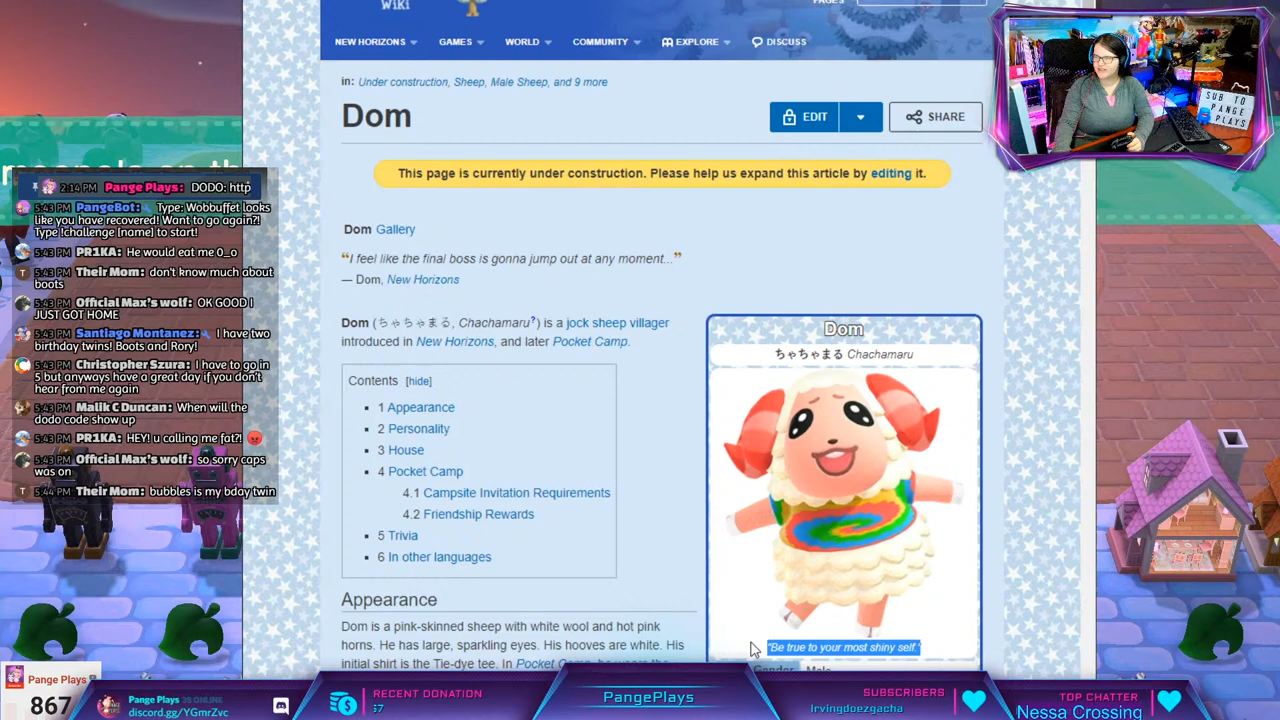 Wiki
NEW HORIZONS GAMES WORLD COMMUNITY EXPLORE DISCUSS
in: Under construction, Sheep, Male Sheep, and 9 more
Dom
EDIT
SHARE
This page is currently under construction. Please help us expand this article by editing it.
Dom Gallery
“I feel like the final boss is gonna jump out at any moment...”
— Dom, New Horizons
Dom (ちゃちゃまる, Chachamaru?) is a jock sheep villager
introduced in New Horizons, and later Pocket Camp.
Contents [hide]
1 Appearance
2 Personality
3 House
4 Pocket Camp
4.1 Campsite Invitation Requirements
4.2 Friendship Rewards
5 Trivia
6 In other languages
Appearance
Dom is a pink-skinned sheep with white wool and hot pink
horns. He has large, sparkling eyes. His hooves are white. His
initial shirt is the Tie-dye tee. In Pocket Camp, he wears the
Dom
ちゃちゃまる Chachamaru
"Be true to your most shiny self."
Gender Male
2:14 PM Pange Plays: DODO: http
5:43 PM PangeBot: Type: Wobbuffet looks
like you have recovered! Want to go again?!
Type !challenge [name] to start!
5:43 PM PR1KA: He would eat me 0_o
5:43 PM Their Mom: don't know much about
boots
5:43 PM Official Max's wolf: OK GOOD I
JUST GOT HOME
5:43 PM Santiago Montanez: I have two
birthday twins! Boots and Rory!
5:43 PM Christopher Szura: I have to go in
5 but anyways have a great day if you don't
hear from me again
5:43 PM Malik C Duncan: When will the
dodo code show up
5:43 PM PR1KA: HEY! u calling me fat?! 😡
5:43 PM Official Max's wolf: so sorry caps
was on
5:44 PM Their Mom: bubbles is my bday twin
SUB TO
PANGE
PLAYS
Pange Plays
867
Pange Plays 35 ONLINE
discord.gg/YGmrZvc
RECENT DONATION
$7
PangePlays
SUBSCRIBERS
Irvingdoezgacha
TOP CHATTER
Nessa Crossing